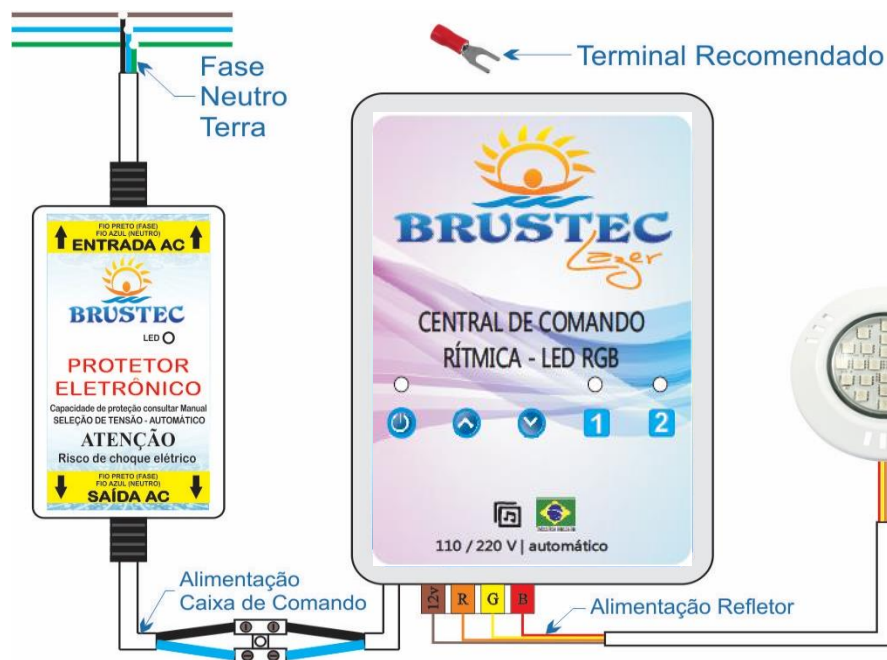 Fase
Neutro
Terra
Terminal Recomendado
FIO PRETO (FASE)
FIO AZUL (NEUTRO)
ENTRADA AC
BRUSTEC
LED
PROTETOR
ELETRÔNICO
Capacidade de proteção consultar Manual
SELEÇÃO DE TENSÃO - AUTOMÁTICO
ATENÇÃO
Risco de choque elétrico
FIO PRETO (FASE)
FIO AZUL (NEUTRO)
SAÍDA AC
BRUSTEC
Lazer
CENTRAL DE COMANDO
RÍTMICA - LED RGB
1 2
110 / 220 V | automático
12v R G B
Alimentação
Caixa de Comando
Alimentação Refletor